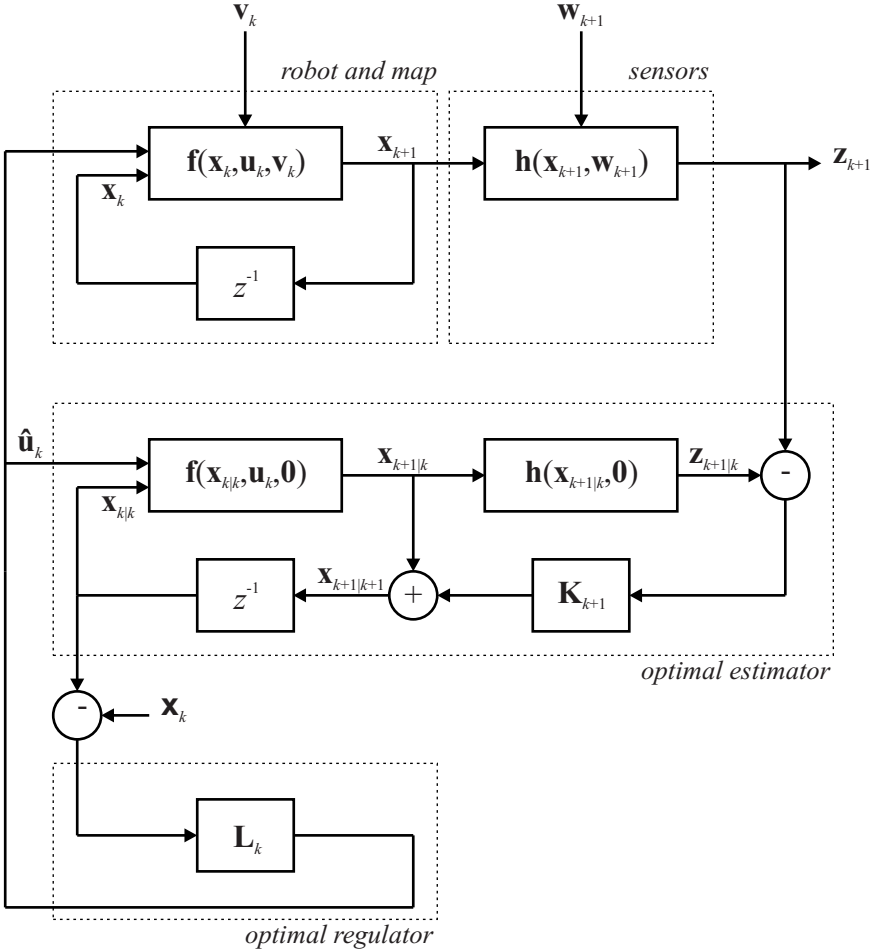 v_k w_{k+1}
robot and map sensors
f(x_k,u_k,v_k) x_{k+1} h(x_{k+1},w_{k+1}) z_{k+1}
x_k
z^{-1}
û_k f(x_{k|k},u_k,0) x_{k+1|k} h(x_{k+1|k},0) z_{k+1|k} -
x_{k|k}
z^{-1} x_{k+1|k+1} + K_{k+1}
optimal estimator
- x_k
L_k
optimal regulator